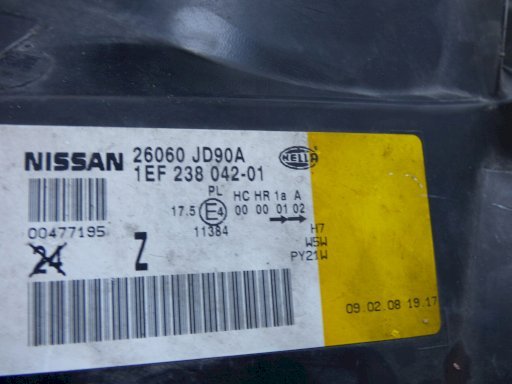 NISSAN 26060 JD90A HELLA
1EF 238 042-01
PL HC HR 1a A
17.5 E4 00 00 01 02
11384
00477195
H7
W5W
PY21W
24 Z
09.02.08 19.17